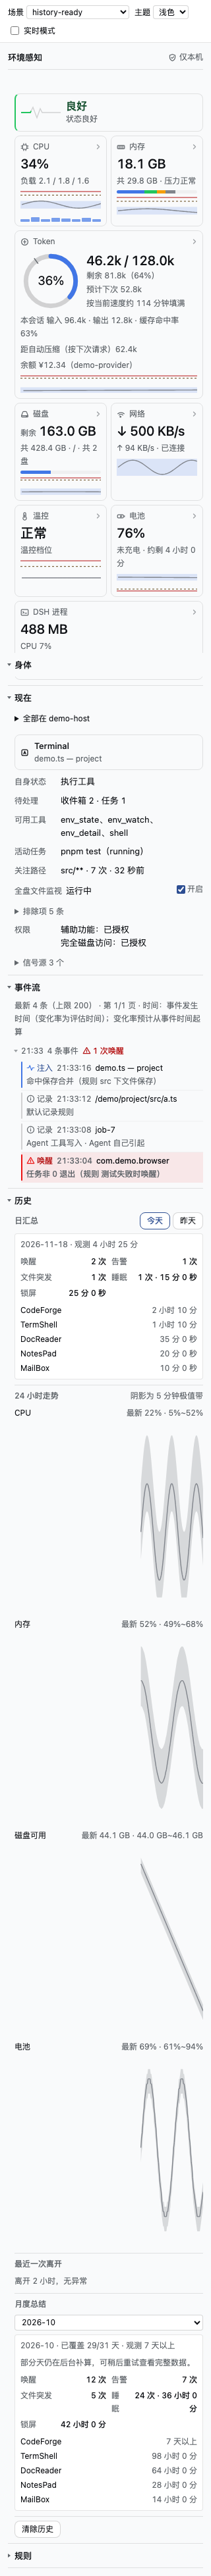 场景 history-ready 主题 浅色
实时模式
环境感知 仅本机
良好
状态良好
CPU
34%
负载 2.1 / 1.8 / 1.6
内存
18.1 GB
共 29.8 GB · 压力正常
Token
36%
46.2k / 128.0k
剩余 81.8k（64%）
预计下次 52.8k
按当前速度约 114 分钟填满
本会话 输入 96.4k · 输出 12.8k · 缓存命中率
63%
距自动压缩（按下次请求）62.4k
余额 ¥12.34（demo-provider）
磁盘
剩余 163.0 GB
共 428.4 GB · / · 共 2
盘
网络
↓ 500 KB/s
↑ 94 KB/s · 已连接
温控
正常
温控档位
电池
76%
未充电 · 约剩 4 小时 0
分
DSH 进程
488 MB
CPU 7%
身体
现在
全部在 demo-host
Terminal
demo.ts — project
自身状态 执行工具
待处理 收件箱 2 · 任务 1
可用工具 env_state、env_watch、
env_detail、shell
活动任务 pnpm test（running）
关注路径 src/** · 7 次 · 32 秒前
全盘文件监视 运行中 开启
排除项 5 条
权限 辅助功能：已授权
完全磁盘访问：已授权
信号源 3 个
事件流
最新 4 条（上限 200） · 第 1/1 页 · 时间：事件发生
时间（变化率为评估时间）；变化率预计从事件时间起
算
21:33 4 条事件 1 次唤醒
注入 21:33:16 demo.ts — project
命中保存合并（规则 src 下文件保存）
记录 21:33:12 /demo/project/src/a.ts
默认记录规则
记录 21:33:08 job-7
Agent 工具写入 · Agent 自己引起
唤醒 21:33:04 com.demo.browser
任务非 0 退出（规则 测试失败时唤醒）
历史
日汇总 今天 昨天
2026-11-18 · 观测 4 小时 25 分
唤醒 2 次 告警 1 次
文件突发 1 次 睡眠 1 次 · 15 分 0 秒
锁屏 25 分 0 秒
CodeForge 2 小时 10 分
TermShell 1 小时 10 分
DocReader 35 分 0 秒
NotesPad 20 分 0 秒
MailBox 10 分 0 秒
24 小时走势 阴影为 5 分钟极值带
CPU 最新 22% · 5%~52%
内存 最新 52% · 49%~68%
磁盘可用 最新 44.1 GB · 44.0 GB~46.1 GB
电池 最新 69% · 61%~94%
最近一次离开
离开 2 小时，无异常
月度总结
2026-10
2026-10 · 已覆盖 29/31 天 · 观测 7 天以上
部分天仍在后台补算，可稍后重试查看完整数据。
唤醒 12 次 告警 7 次
文件突发 5 次 睡眠 24 次 · 36 小时 0 分
锁屏 42 小时 0 分
CodeForge 7 天以上
TermShell 98 小时 0 分
DocReader 64 小时 0 分
NotesPad 28 小时 0 分
MailBox 14 小时 0 分
清除历史
规则